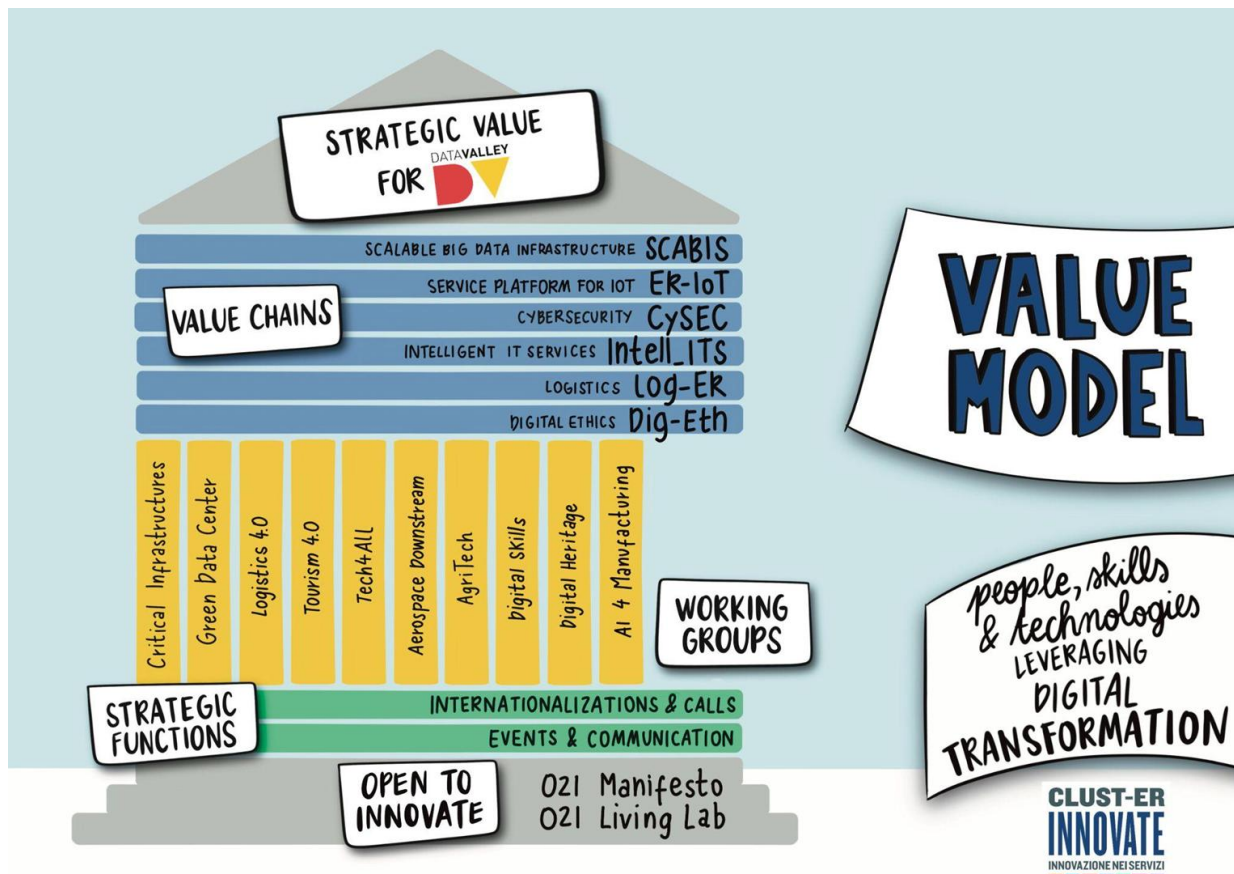 STRATEGIC VALUE
FOR DATAVALLEY
SCALABLE BIG DATA INFRASTRUCTURE SCABIS
SERVICE PLATFORM FOR IOT ER-IoT
VALUE CHAINS
CYBERSECURITY CySEC
INTELLIGENT IT SERVICES Intell_ITS
LOGISTICS Log-ER
DIGITAL ETHICS Dig-Eth
Critical Infrastructures
Green Data Center
Logistics 4.0
Tourism 4.0
Tech4All
Aerospace Downstream
AgriTech
Digital Skills
Digital Heritage
AI 4 Manufacturing
WORKING
GROUPS
STRATEGIC
FUNCTIONS
INTERNATIONALIZATIONS & CALLS
EVENTS & COMMUNICATION
OPEN TO
INNOVATE
O2I Manifesto
O2I Living Lab
VALUE
MODEL
people, skills
& technologies
LEVERAGING
DIGITAL
TRANSFORMATION
CLUST-ER
INNOVATE
INNOVAZIONE NEI SERVIZI